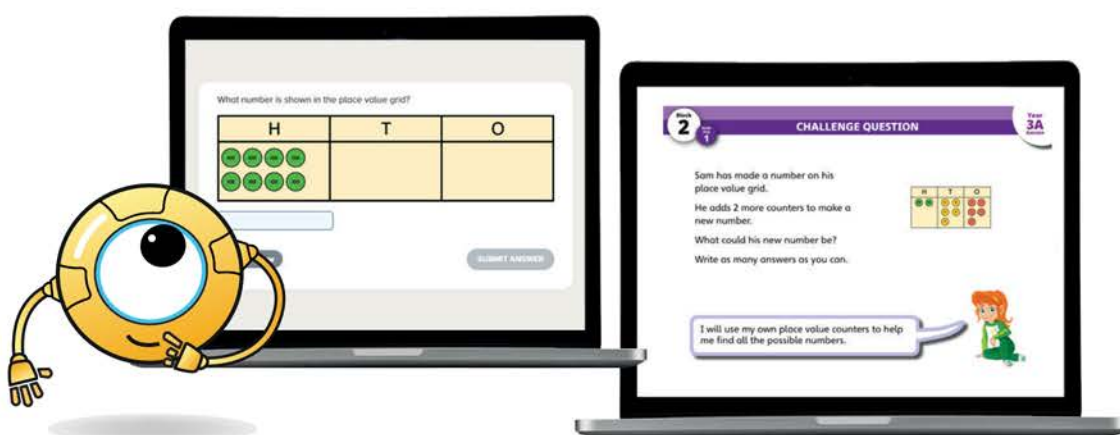 What number is shown in the place value grid?
H T O
SUBMIT ANSWER
Block
2
1
CHALLENGE QUESTION
Year
3A
Sam has made a number on his
place value grid.
He adds 2 more counters to make a
new number.
What could his new number be?
Write as many answers as you can.
H T O
I will use my own place value counters to help
me find all the possible numbers.